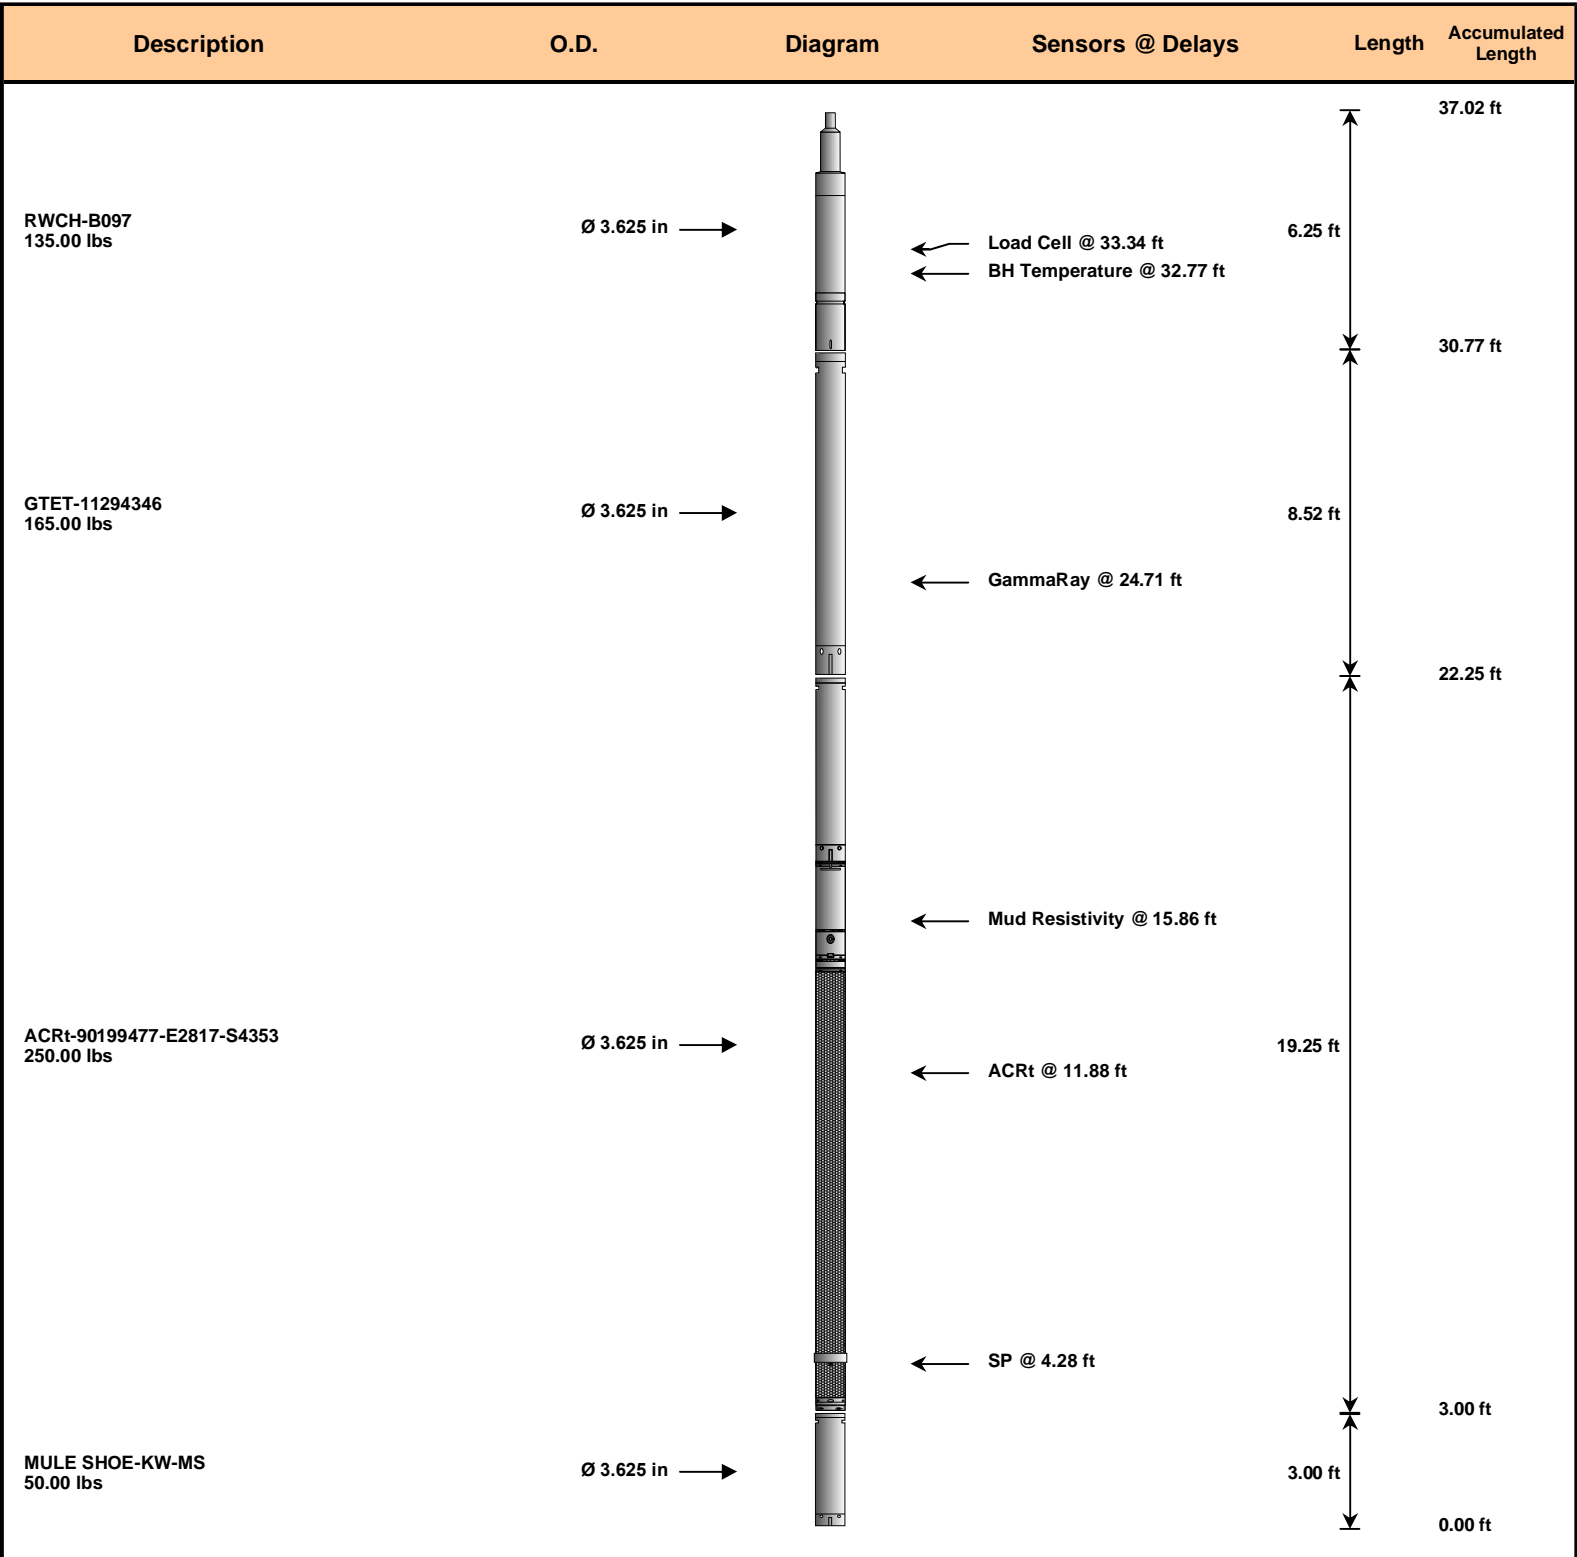 Description O.D. Diagram Sensors @ Delays Length Accumulated
Length
37.02 ft
RWCH-B097
135.00 lbs
Ø 3.625 in
Load Cell @ 33.34 ft
BH Temperature @ 32.77 ft
6.25 ft
30.77 ft
GTET-11294346
165.00 lbs
Ø 3.625 in
8.52 ft
GammaRay @ 24.71 ft
22.25 ft
Mud Resistivity @ 15.86 ft
ACRt-90199477-E2817-S4353
250.00 lbs
Ø 3.625 in
19.25 ft
ACRt @ 11.88 ft
SP @ 4.28 ft
3.00 ft
MULE SHOE-KW-MS
50.00 lbs
Ø 3.625 in
3.00 ft
0.00 ft